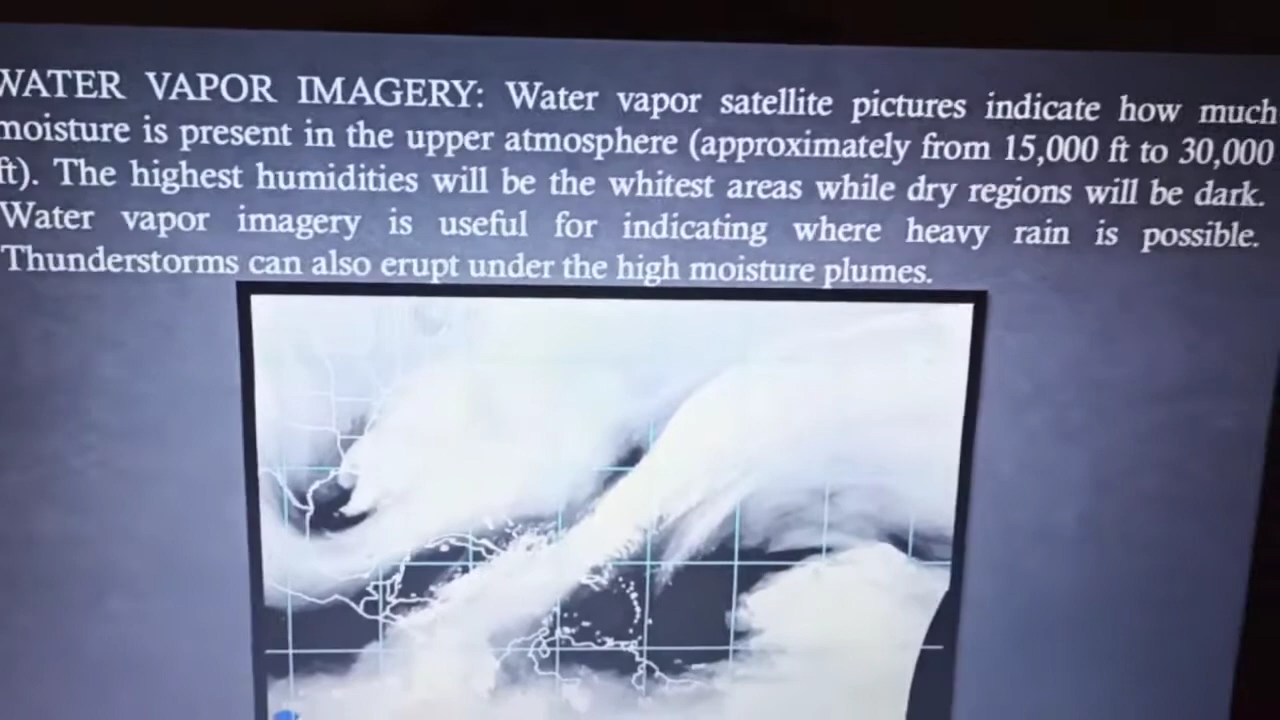 WATER VAPOR IMAGERY: Water vapor satellite pictures indicate how much
moisture is present in the upper atmosphere (approximately from 15,000 ft to 30,000
ft). The highest humidities will be the whitest areas while dry regions will be dark.
Water vapor imagery is useful for indicating where heavy rain is possible.
Thunderstorms can also erupt under the high moisture plumes.